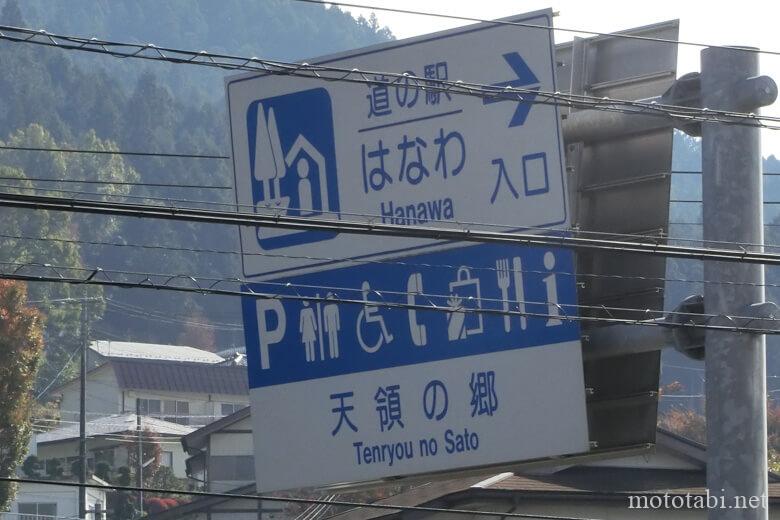 道の駅
はなわ
Hanawa
入口
P
天領の郷
Tenryou no Sato
mototabi.net